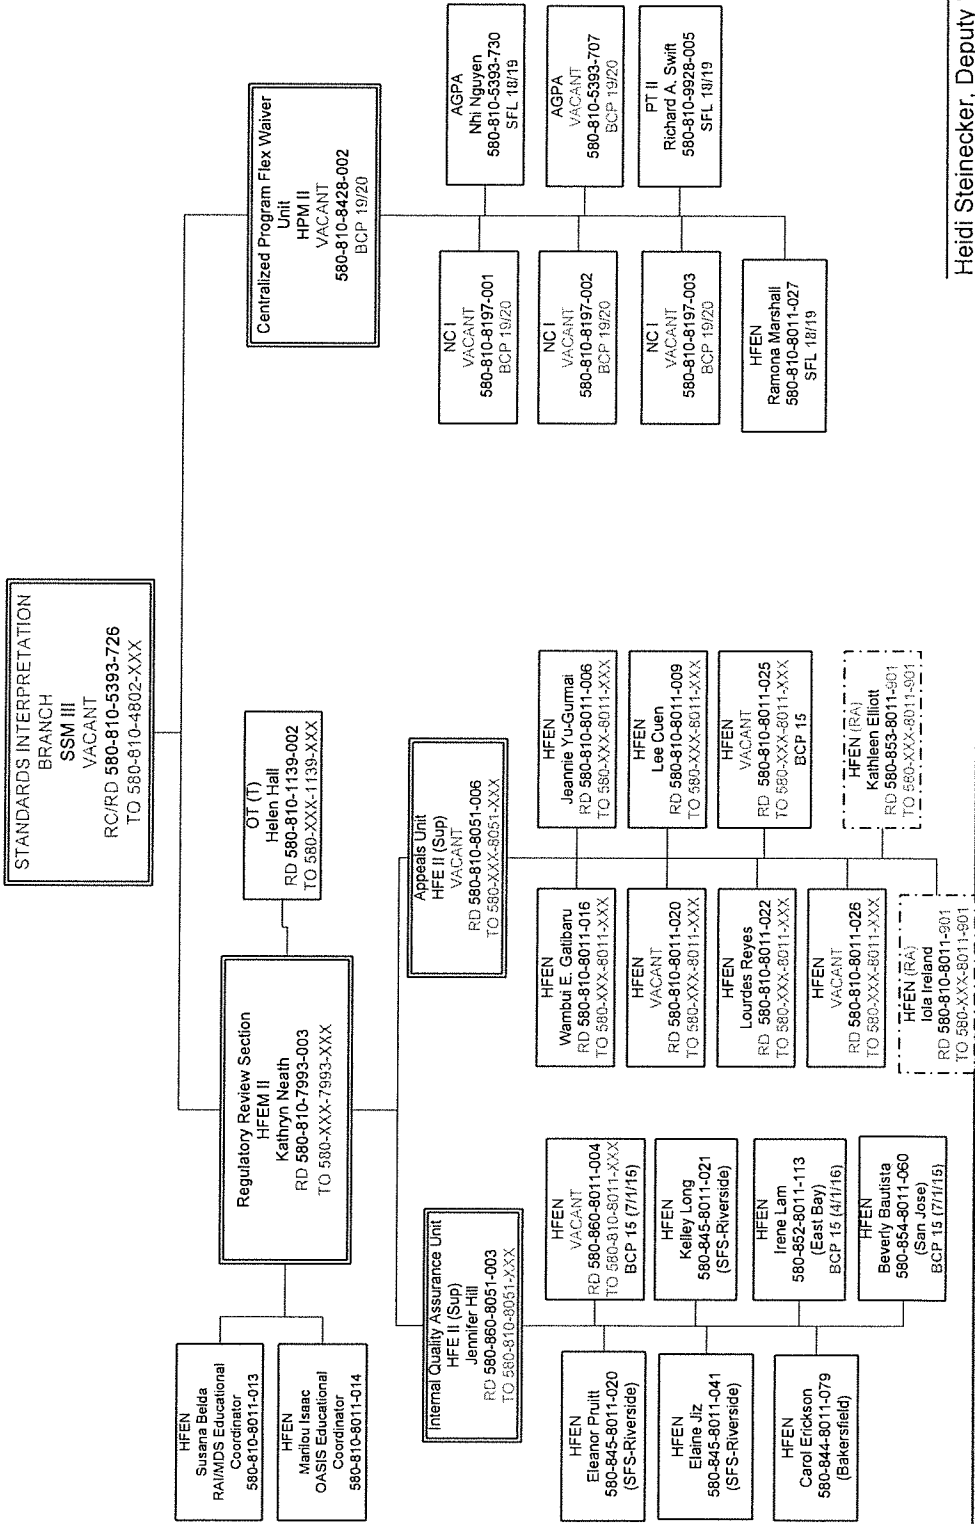 STANDARDS INTERPRETATION
BRANCH
SSM III
VACANT
RC/RD 580-810-5393-726
TO 580-810-4802-XXX
Regulatory Review Section
HFEM II
Kathryn Neath
RD 580-810-7993-003
TO 580-XXX-7993-XXX
OT (T)
Helen Hall
RD 580-810-1139-002
TO 580-XXX-1139-XXX
HFEN
Susana Belda
RAI/MDS Educational
Coordinator
580-810-8011-013
HFEN
Marilou Isaac
OASIS Educational
Coordinator
580-810-8011-014
Internal Quality Assurance Unit
HFE II (Sup)
Jennifer Hill
RD 580-860-8051-003
TO 580-810-8051-XXX
HFEN
Eleanor Pruitt
580-845-8011-020
(SFS-Riverside)
HFEN
VACANT
RD 580-860-8011-004
TO 580-810-8011-XXX
BCP 15 (7/1/15)
HFEN
Elaine Jiz
580-845-8011-041
(SFS-Riverside)
HFEN
Kelley Long
580-845-8011-021
(SFS-Riverside)
HFEN
Carol Erickson
580-844-8011-079
(Bakersfield)
HFEN
Irene Lam
580-852-8011-113
(East Bay)
BCP 15 (4/1/16)
HFEN
Beverly Bautista
580-854-8011-060
(San Jose)
BCP 15 (7/1/15)
Appeals Unit
HFE II (Sup)
VACANT
RD 580-810-8051-006
TO 580-XXX-8051-XXX
HFEN
Wambui E. Gatibaru
RD 580-810-8011-016
TO 580-XXX-8011-XXX
HFEN
Jeannie Yu-Gurmai
RD 580-810-8011-006
TO 580-XXX-8011-XXX
HFEN
VACANT
RD 580-810-8011-020
TO 580-XXX-8011-XXX
HFEN
Lee Cuen
RD 580-810-8011-009
TO 580-XXX-8011-XXX
HFEN
Lourdes Reyes
RD 580-810-8011-022
TO 580-XXX-8011-XXX
HFEN
VACANT
RD 580-810-8011-025
TO 580-XXX-8011-XXX
BCP 15
HFEN
VACANT
RD 580-810-8011-026
TO 580-XXX-8011-XXX
HFEN (RA)
Kathleen Elliott
RD 580-853-8011-901
TO 580-XXX-8011-901
HFEN (RA)
Iola Ireland
RD 580-810-8011-901
TO 580-XXX-8011-901
Centralized Program Flex Waiver
Unit
HPM II
VACANT
580-810-8428-002
BCP 19/20
NC I
VACANT
580-810-8197-001
BCP 19/20
AGPA
Nhi Nguyen
580-810-5393-730
SFL 18/19
NC I
VACANT
580-810-8197-002
BCP 19/20
AGPA
VACANT
580-810-5393-707
BCP 19/20
NC I
VACANT
580-810-8197-003
BCP 19/20
PT II
Richard A. Swift
580-810-9928-005
SFL 18/19
HFEN
Ramona Marshall
580-810-8011-027
SFL 18/19
Heidi Steinecker, Deputy